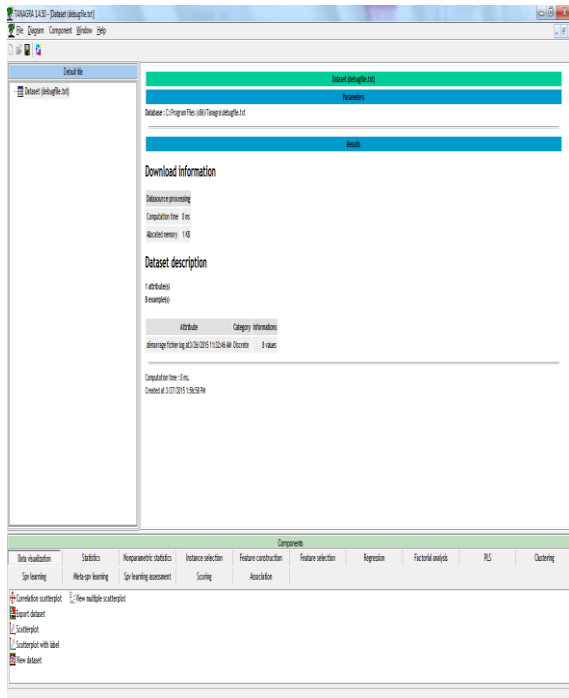 TANAGRA 1.4.50 - [Dataset (debugfile.txt)]
File Diagram Component Window Help
Default title
Dataset (debugfile.txt)
Dataset (debugfile.txt)
Parameters
Database : C:\Program Files (x86)\Tanagra\debugfile.txt
Results
Download information
Datasource processing
Computation time 0 ms
Allocated memory 1 KB
Dataset description
1 attribute(s)
8 example(s)
Attribute Category Informations
démarrage fichier log at3/26/2015 11:32:46 AM Discrete 8 values
Computation time : 0 ms.
Created at 3/27/2015 1:56:58 PM
Components
Data visualization Statistics Nonparametric statistics Instance selection Feature construction Feature selection Regression Factorial analysis PLS Clustering
Spv learning Meta-spv learning Spv learning assessment Scoring Association
Correlation scatterplot View multiple scatterplot
Export dataset
Scatterplot
Scatterplot with label
View dataset